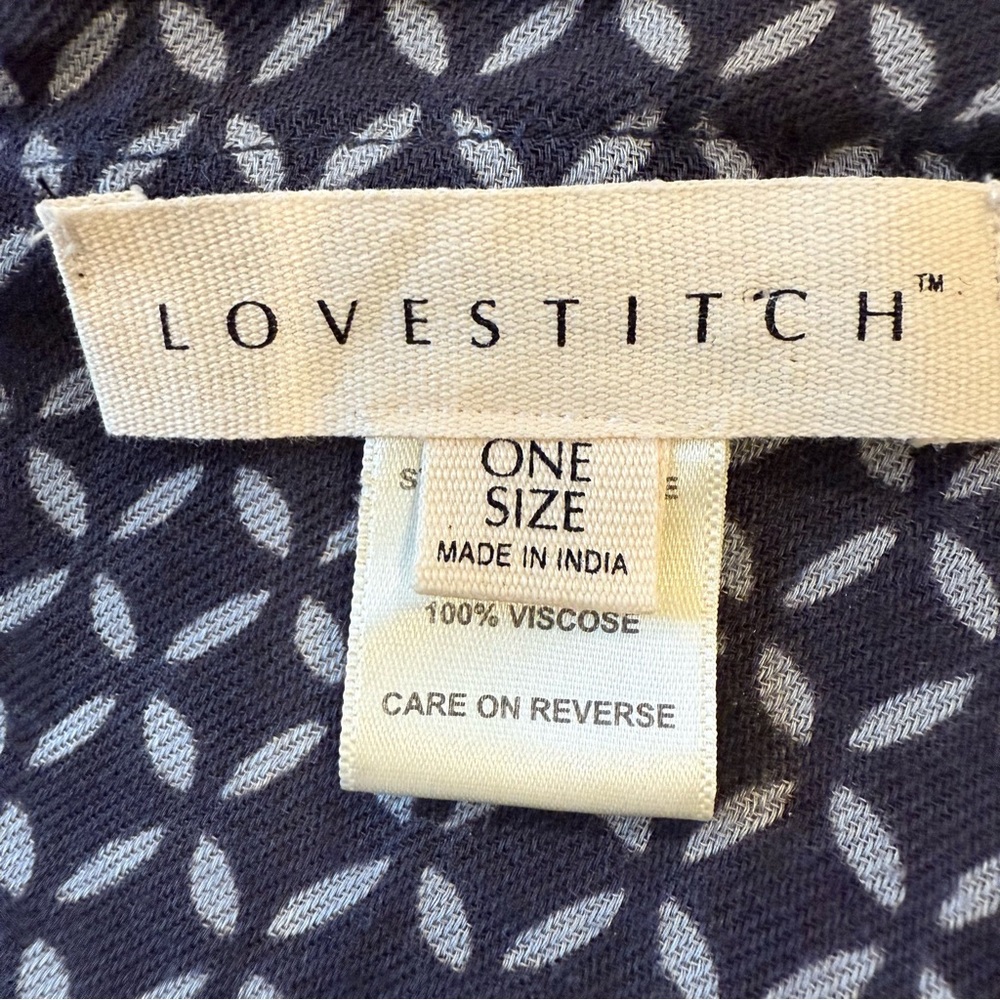 LOVESTITCH™
ONE
SIZE
MADE IN INDIA
100% VISCOSE
CARE ON REVERSE